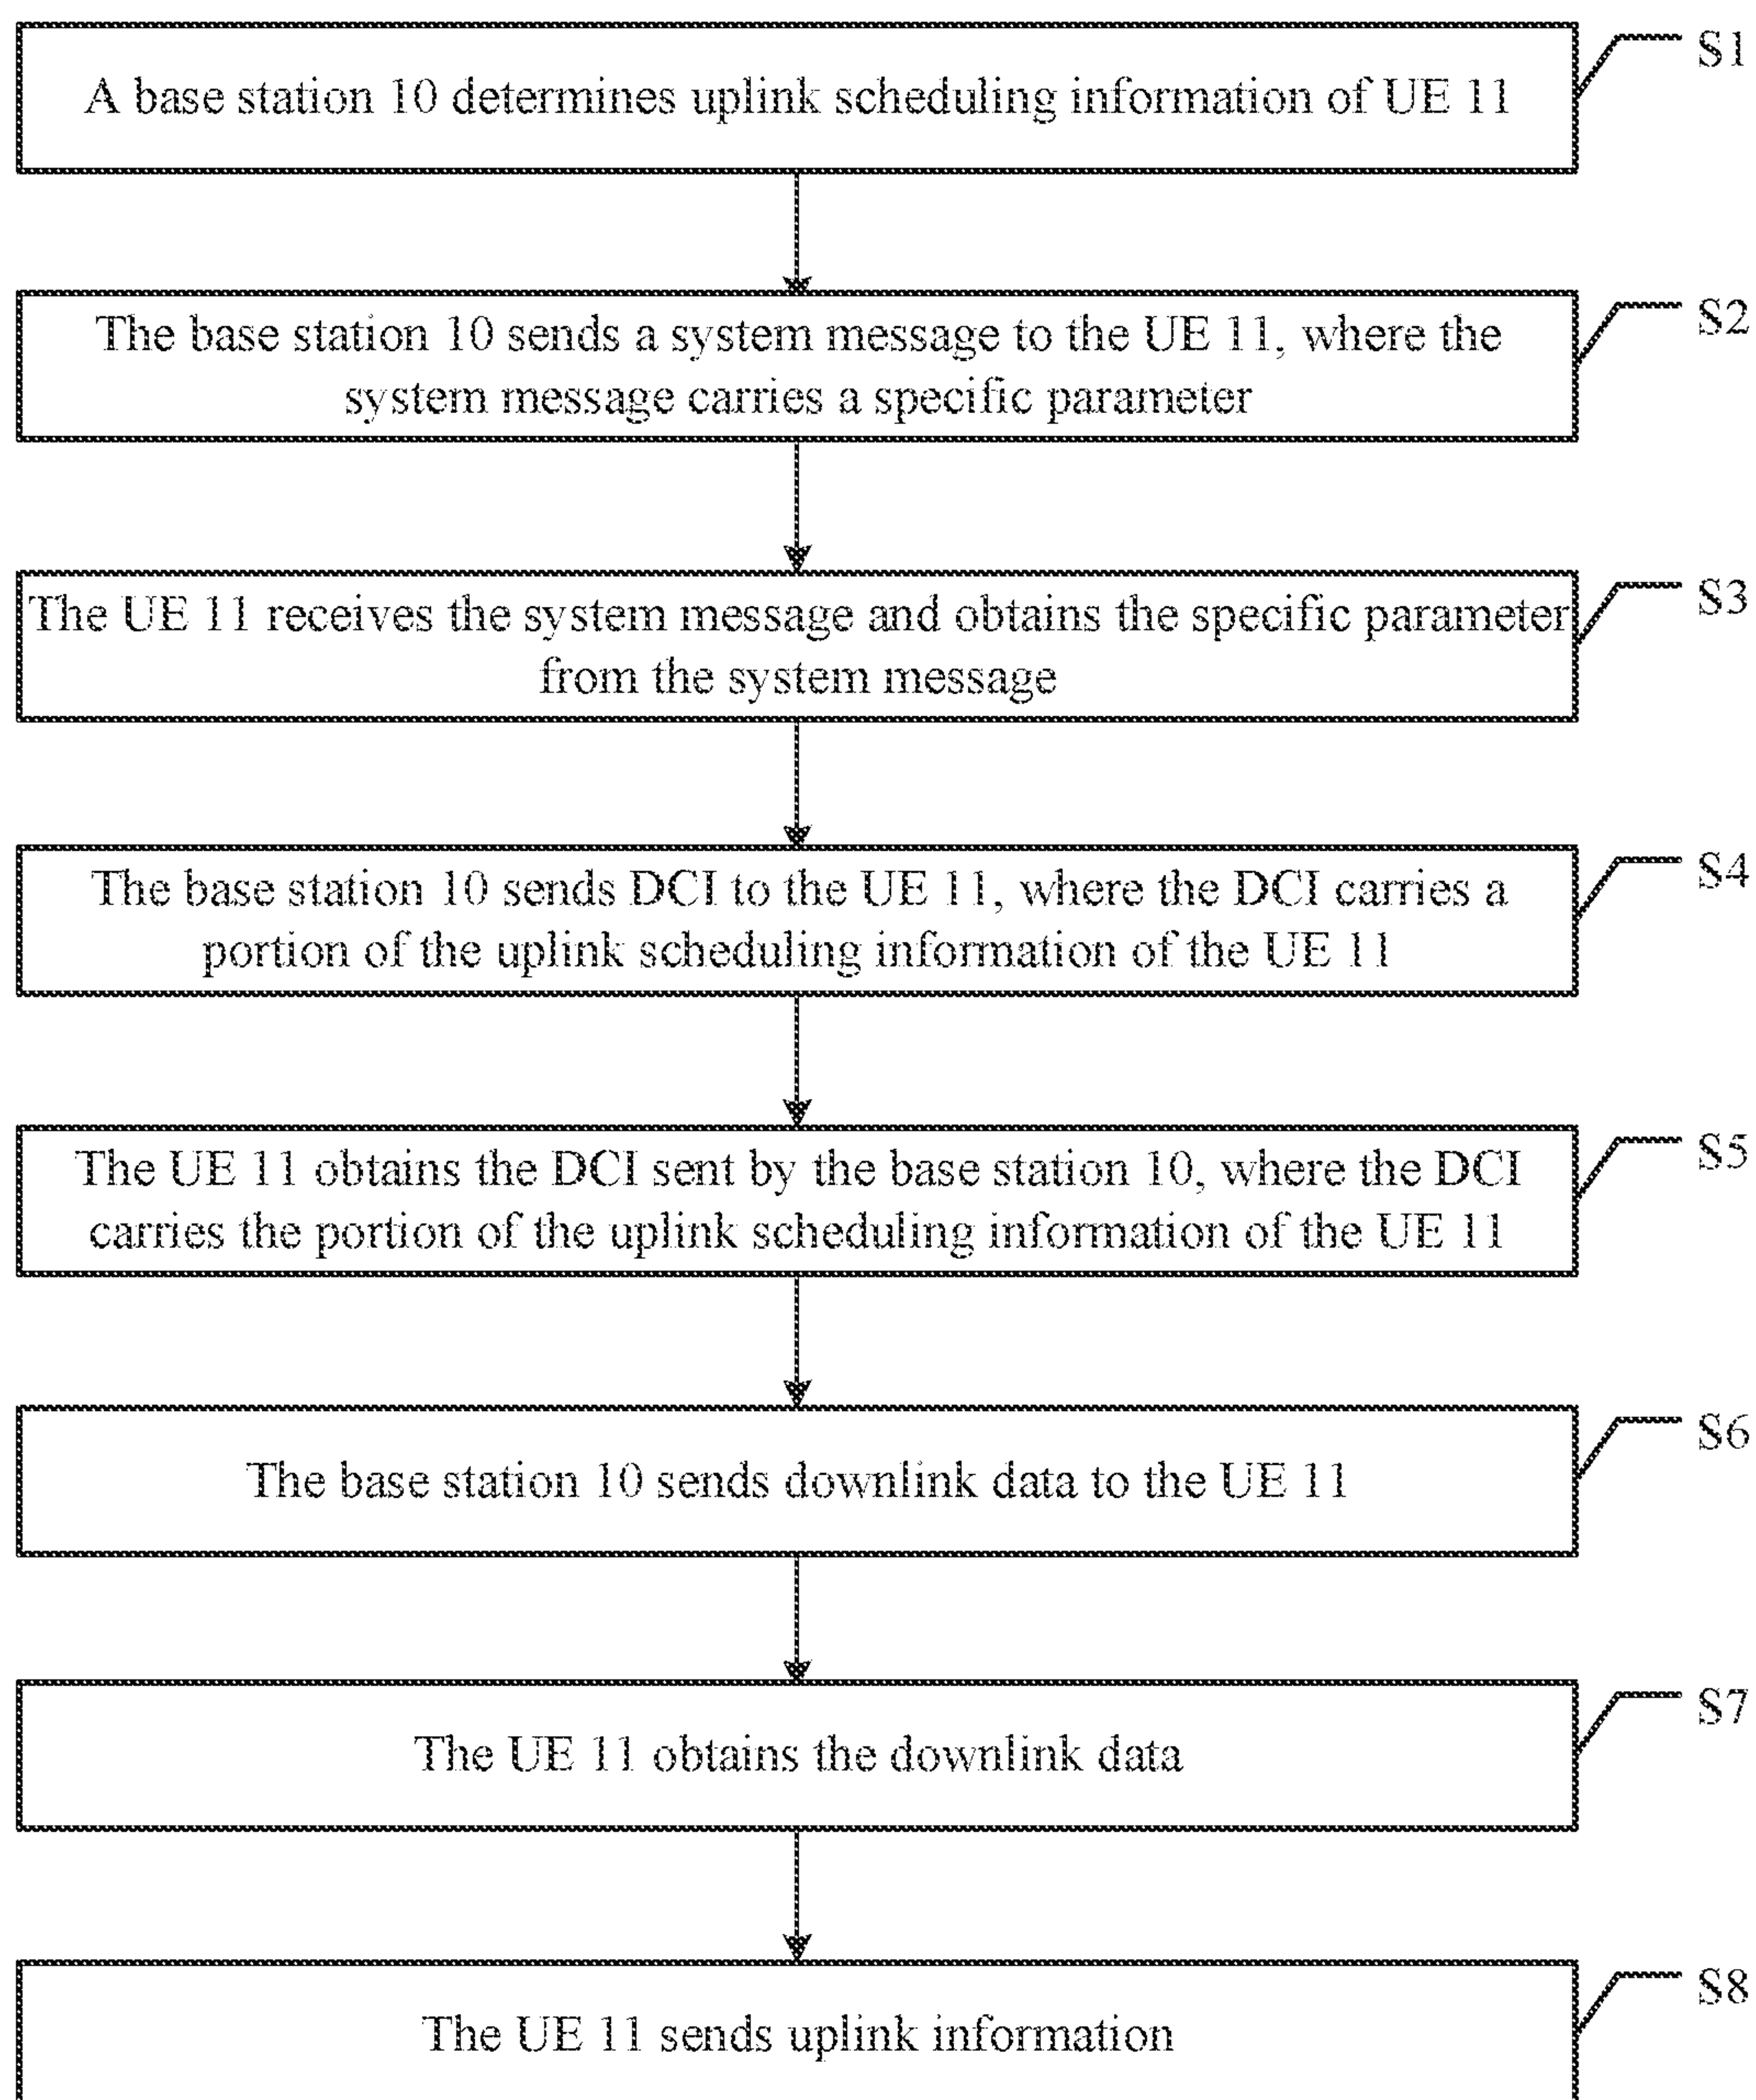 A base station 10 determines uplink scheduling information of UE 11
S1
The base station 10 sends a system message to the UE 11, where the
system message carries a specific parameter
S2
The UE 11 receives the system message and obtains the specific parameter
from the system message
S3
The base station 10 sends DCI to the UE 11, where the DCI carries a
portion of the uplink scheduling information of the UE 11
S4
The UE 11 obtains the DCI sent by the base station 10, where the DCI
carries the portion of the uplink scheduling information of the UE 11
S5
The base station 10 sends downlink data to the UE 11
S6
The UE 11 obtains the downlink data
S7
The UE 11 sends uplink information
S8